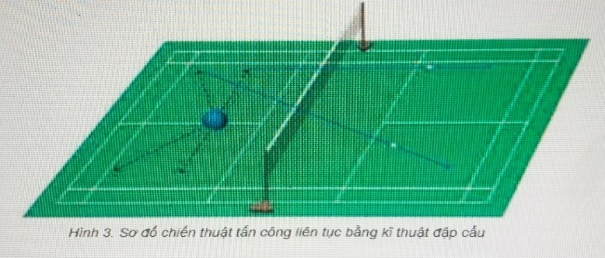 Hình 3. Sơ đồ chiến thuật tấn công liên tục bằng kĩ thuật đập cầu